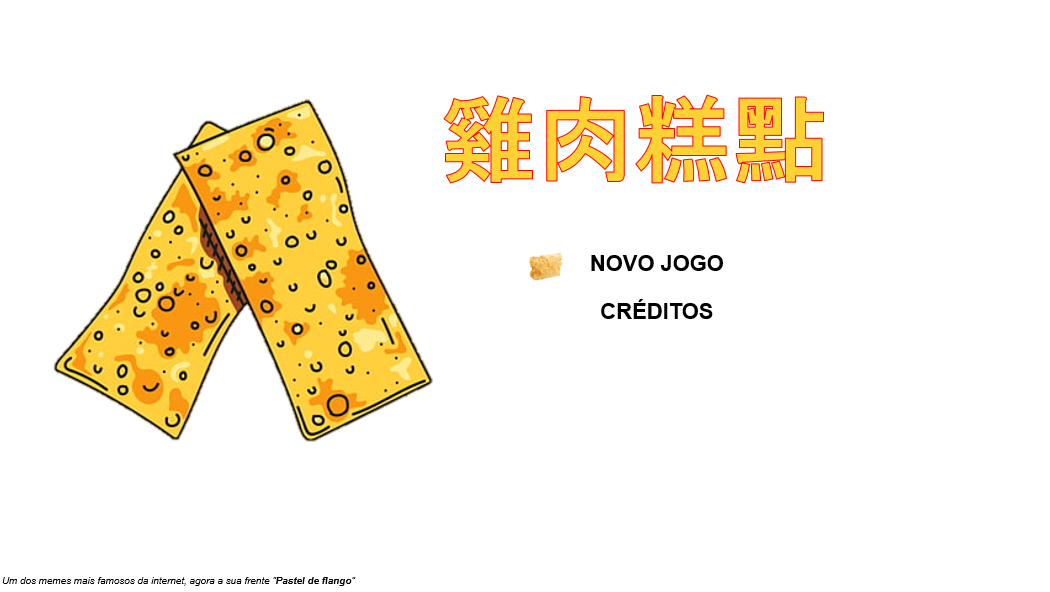 雞肉糕點
NOVO JOGO
CRÉDITOS
Um dos memes mais famosos da internet, agora a sua frente "Pastel de flango"